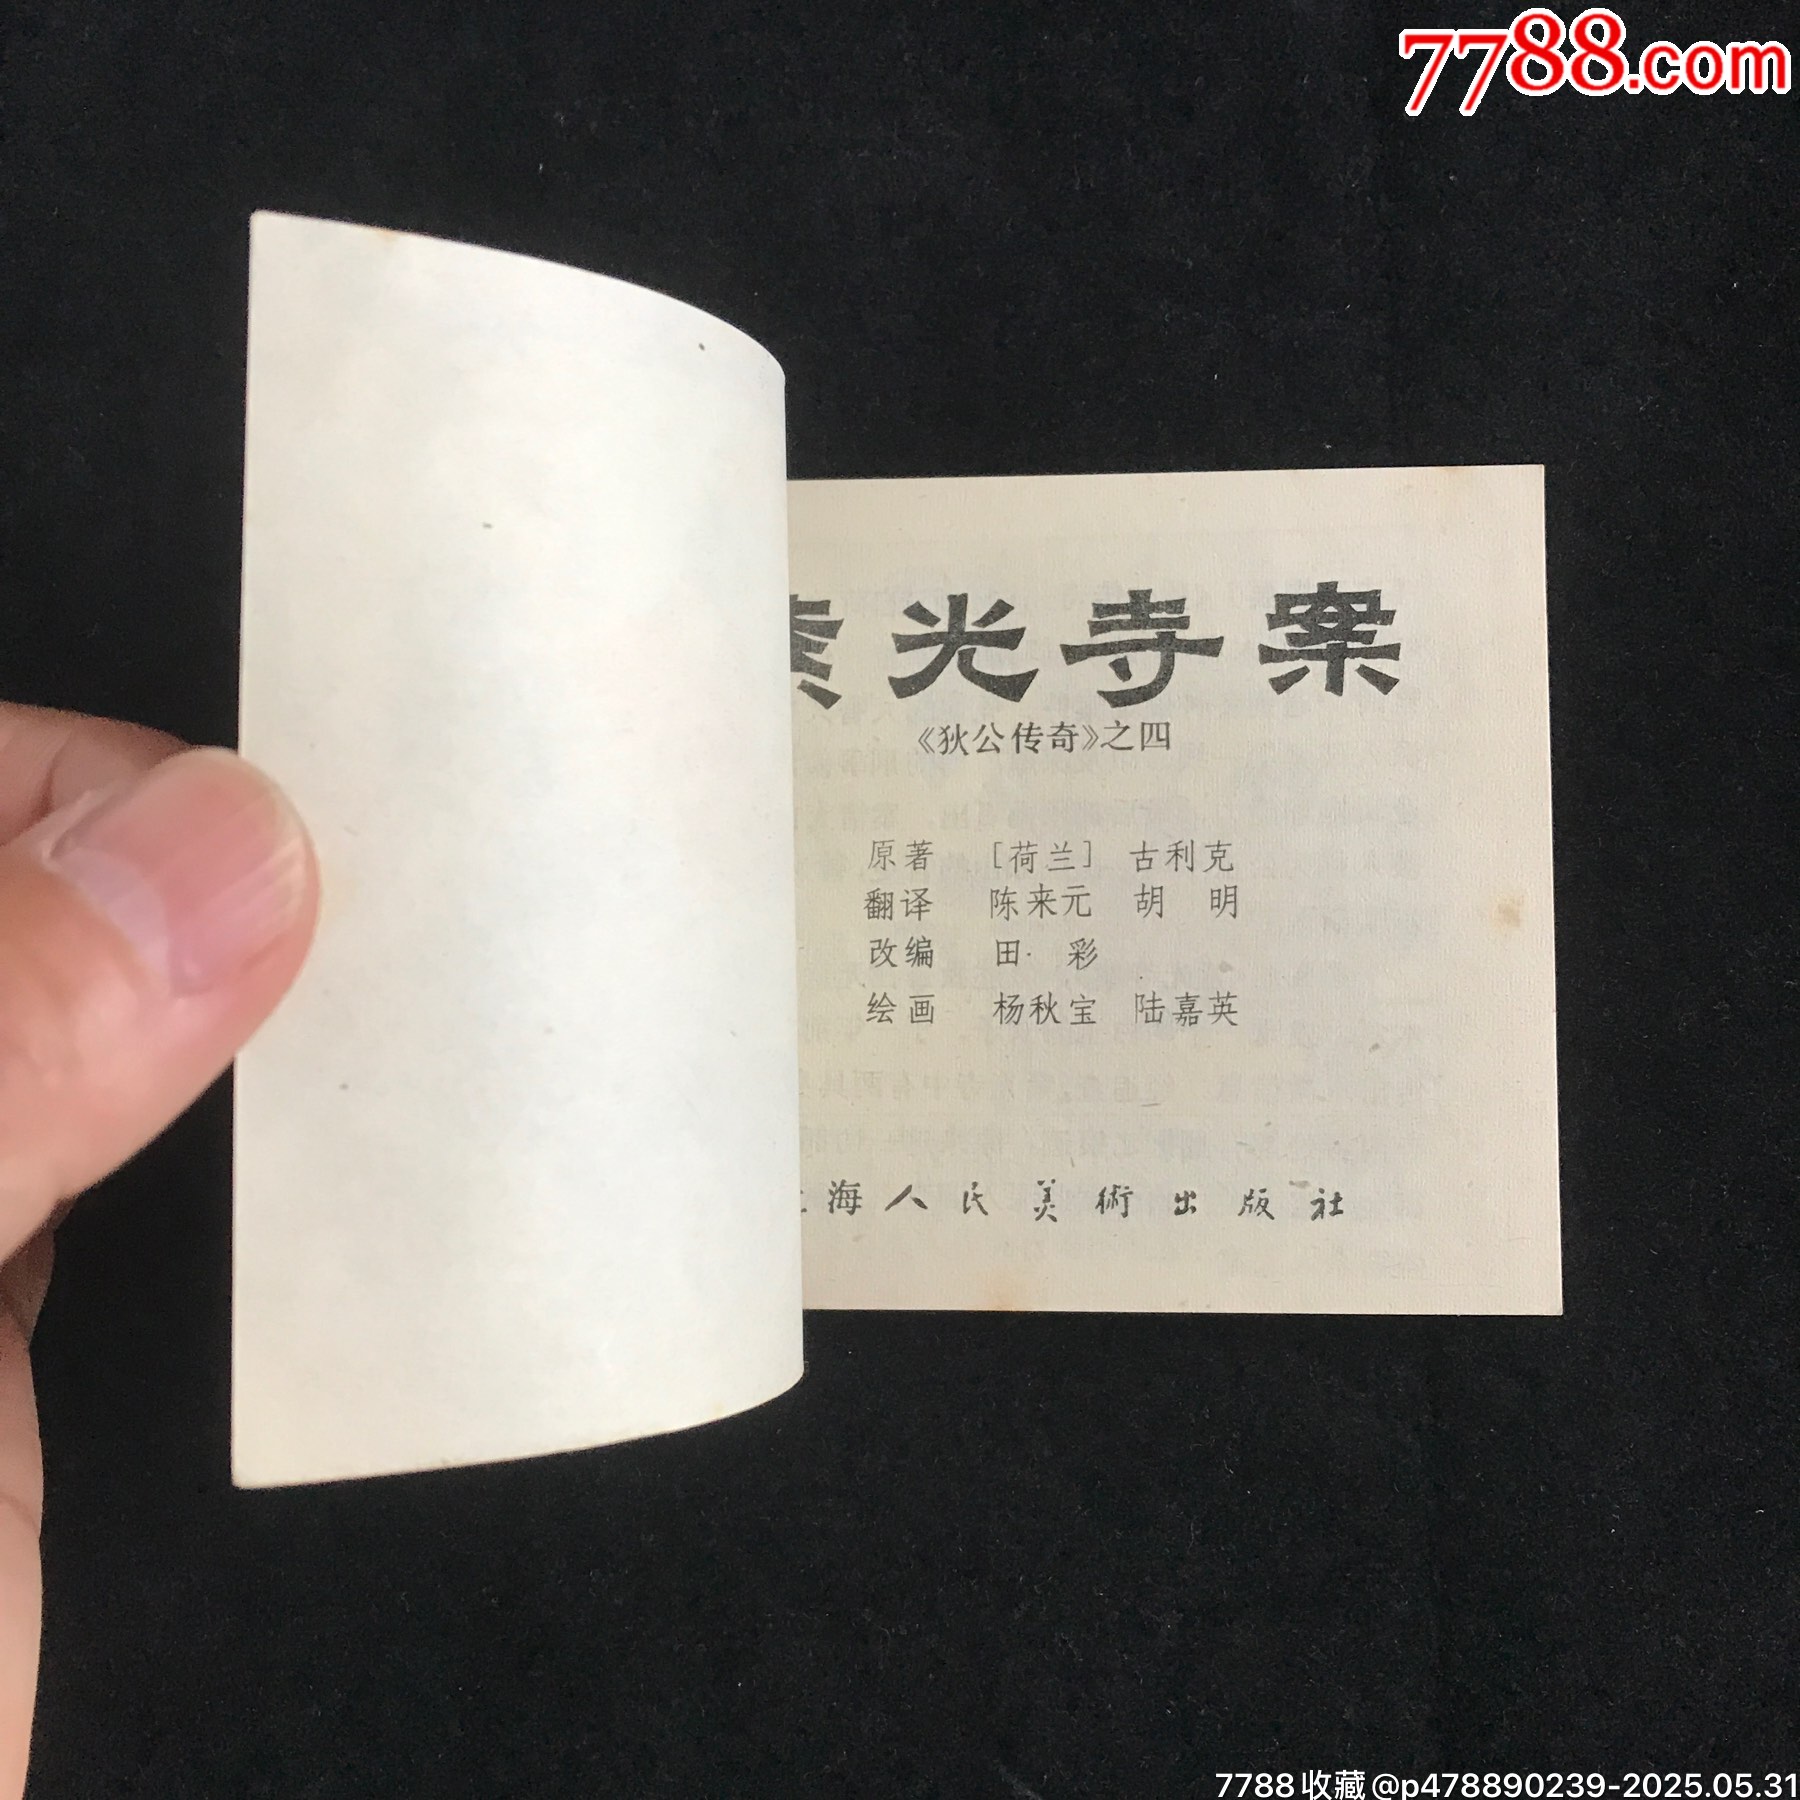 7788.com
光寺案
《狄公传奇》之四
原著 [荷兰] 古利克
翻译 陈来元 胡 明
改编 田· 彩
绘画 杨秋宝 陆嘉英
海人民美術出版社
7788收藏@p478890239-2025.05.31